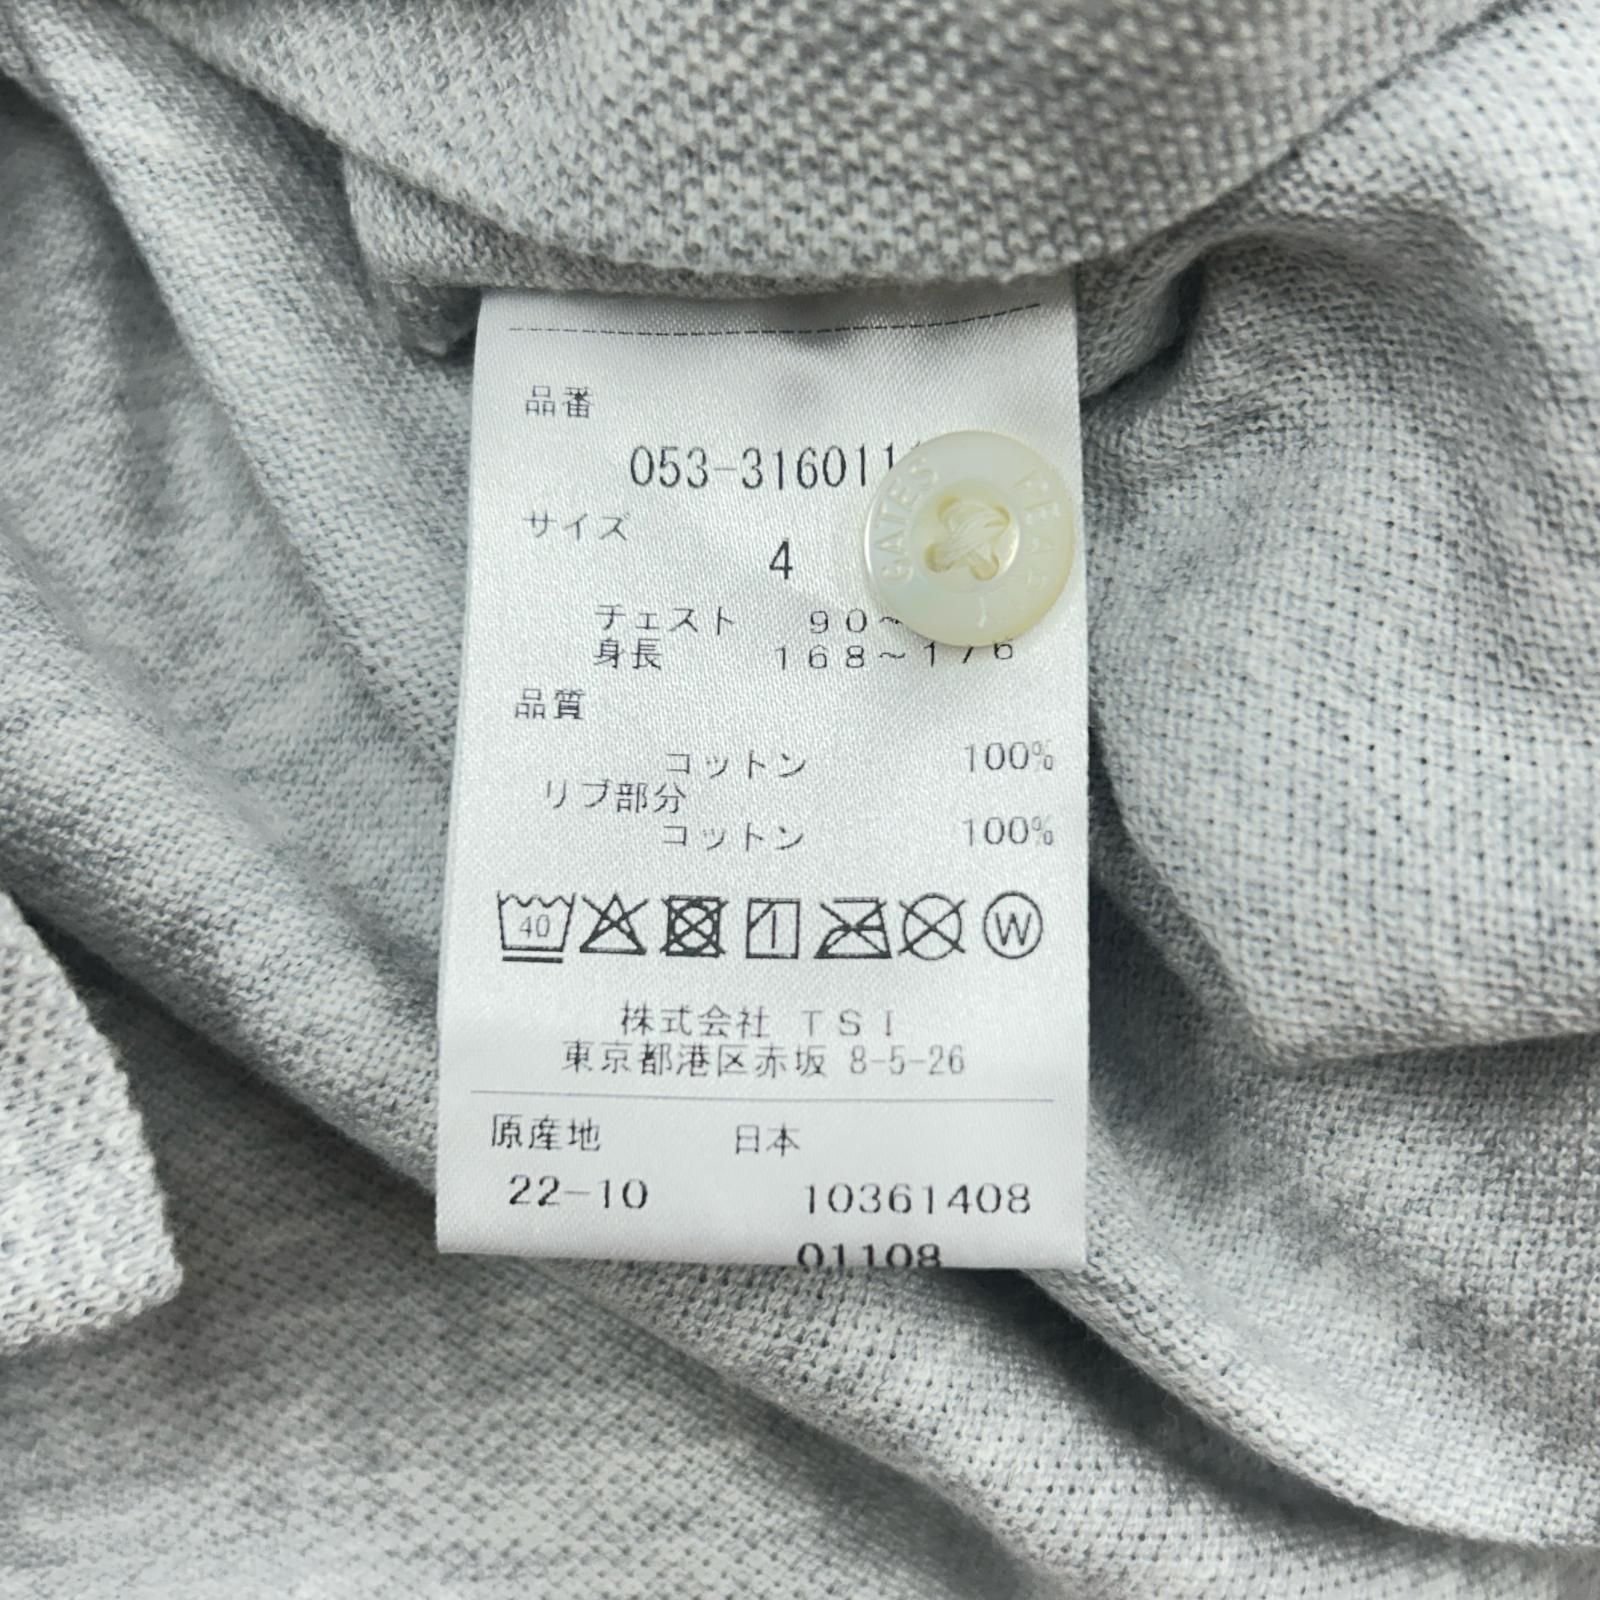 品番
053-316011
サイズ
4
チェスト 90~
身長 168~176
品質
コットン 100%
リブ部分
コットン 100%
40
W
株式会社 TSI
東京都港区赤坂 8-5-26
原産地 日本
22-10 10361408
01108
PEARLY GATES